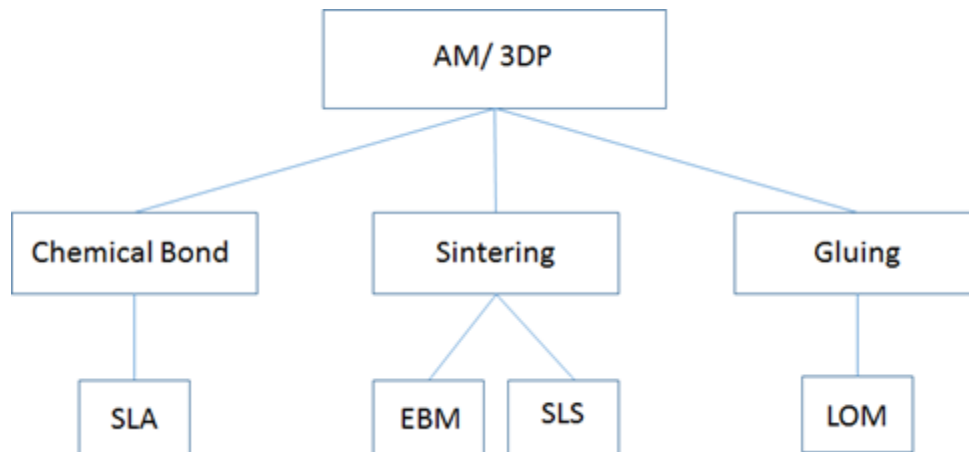 AM/ 3DP
Chemical Bond
Sintering
Gluing
SLA
EBM
SLS
LOM